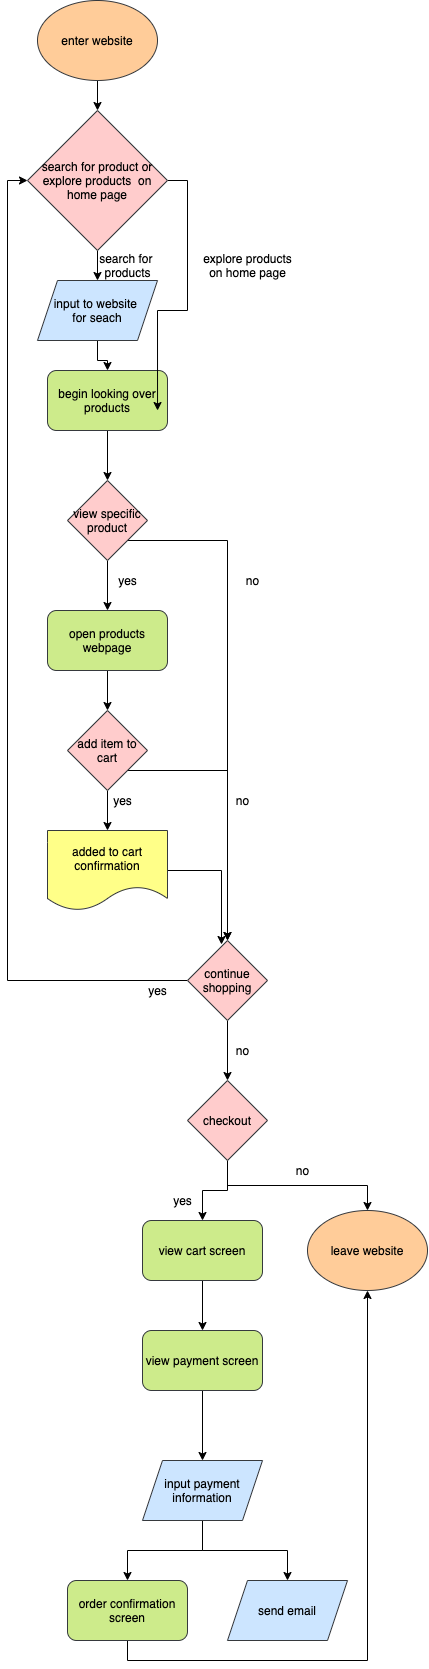 enter website
search for product or
explore products  on
home page
search for
products
explore products
on home page
input to website
for seach
begin looking over
products
view specific
product
yes
no
open products
webpage
add item to
cart
yes
no
added to cart
confirmation
continue
shopping
yes
no
checkout
no
yes
view cart screen
leave website
view payment screen
input payment
information
order confirmation
screen
send email